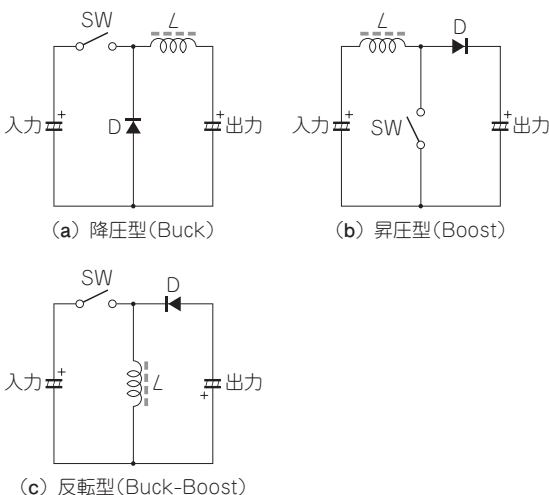 SW
L
入力
+
D
+
出力
(a) 降圧型(Buck)
L
D
入力
+
SW
+
出力
(b) 昇圧型(Boost)
SW
D
入力
+
L
+
出力
(c) 反転型(Buck-Boost)